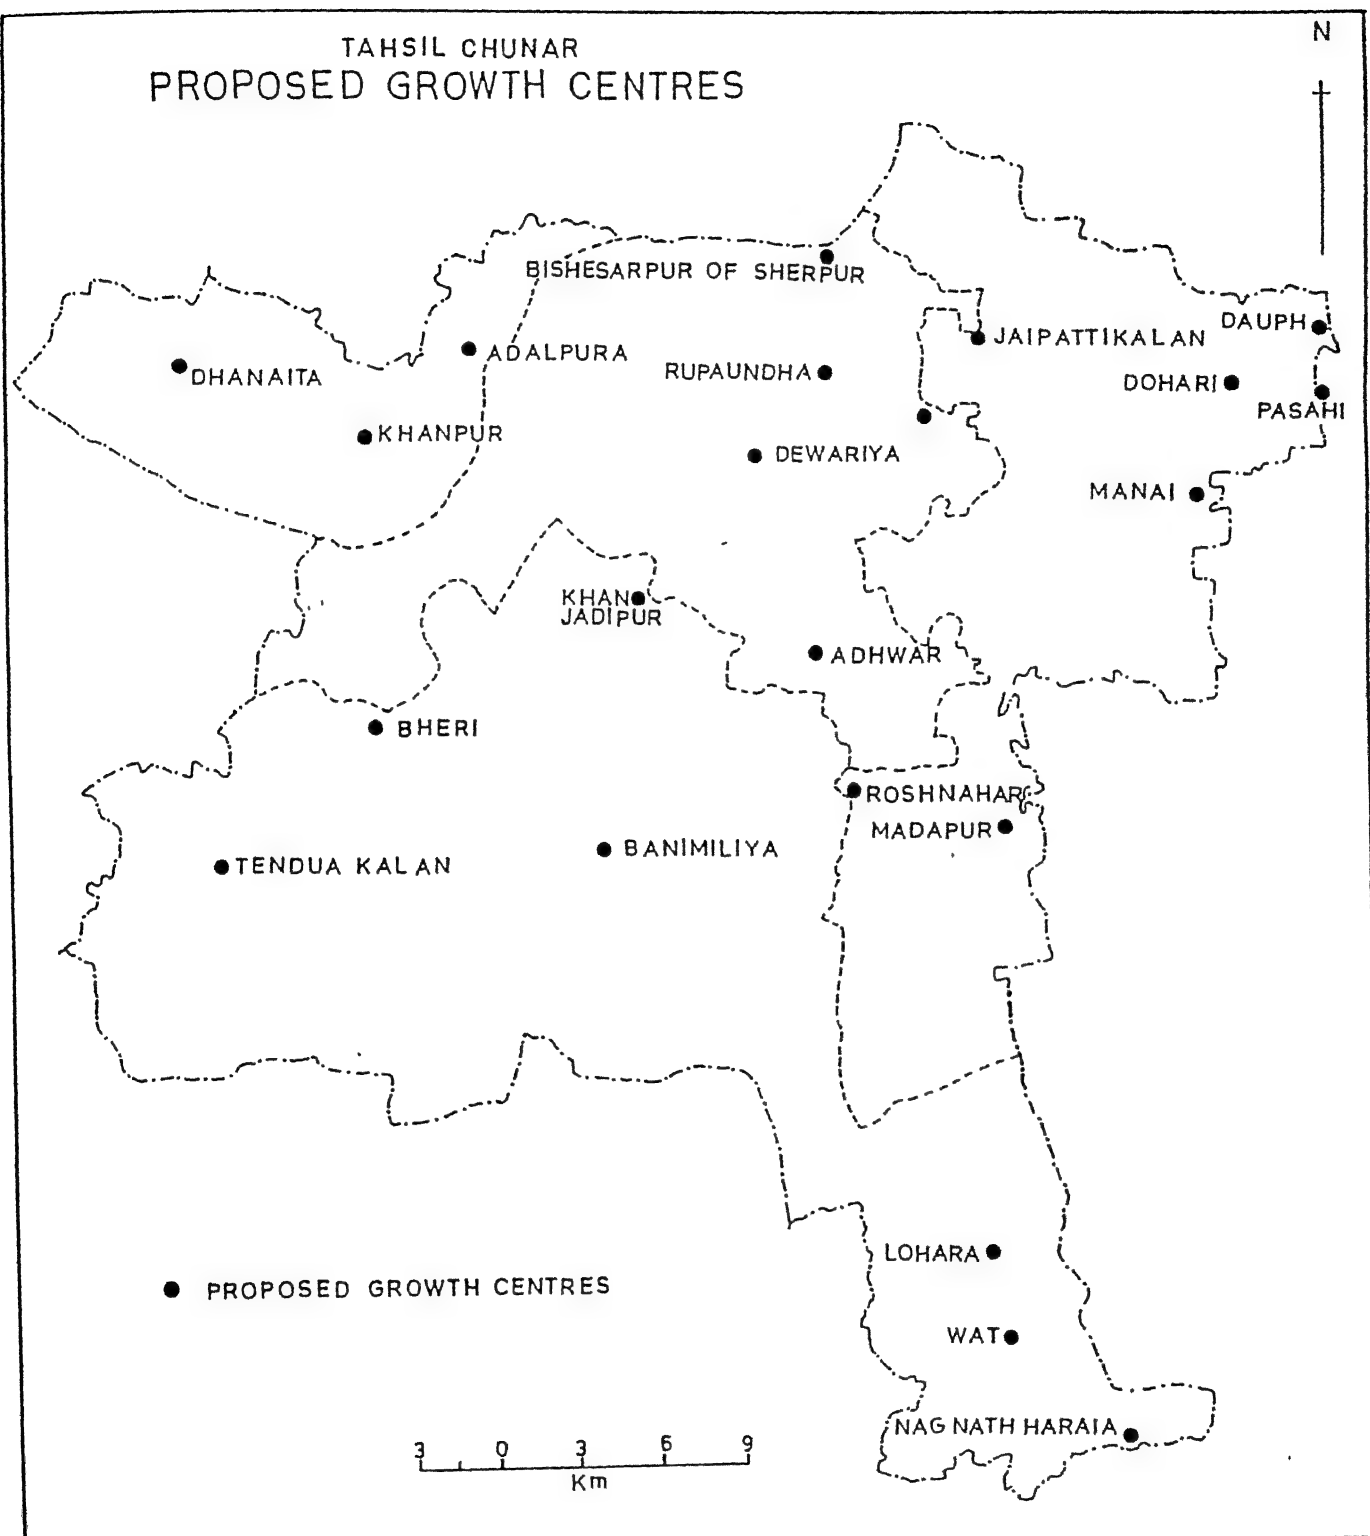 TAHSIL CHUNAR
PROPOSED GROWTH CENTRES
N
BISHESARPUR OF SHERPUR
DAUPH
JAIPATTIKALAN
ADALPURA
RUPAUNDHA
DHANAITA
DOHARI
PASAHI
KHANPUR
DEWARIYA
MANAI
KHAN
JADIPUR
ADHWAR
BHERI
ROSHNAHAR
MADAPUR
BANIMILIYA
TENDUA KALAN
LOHARA
PROPOSED GROWTH CENTRES
WAT
NAG NATH HARAIA
3 0 3 6 9
Km